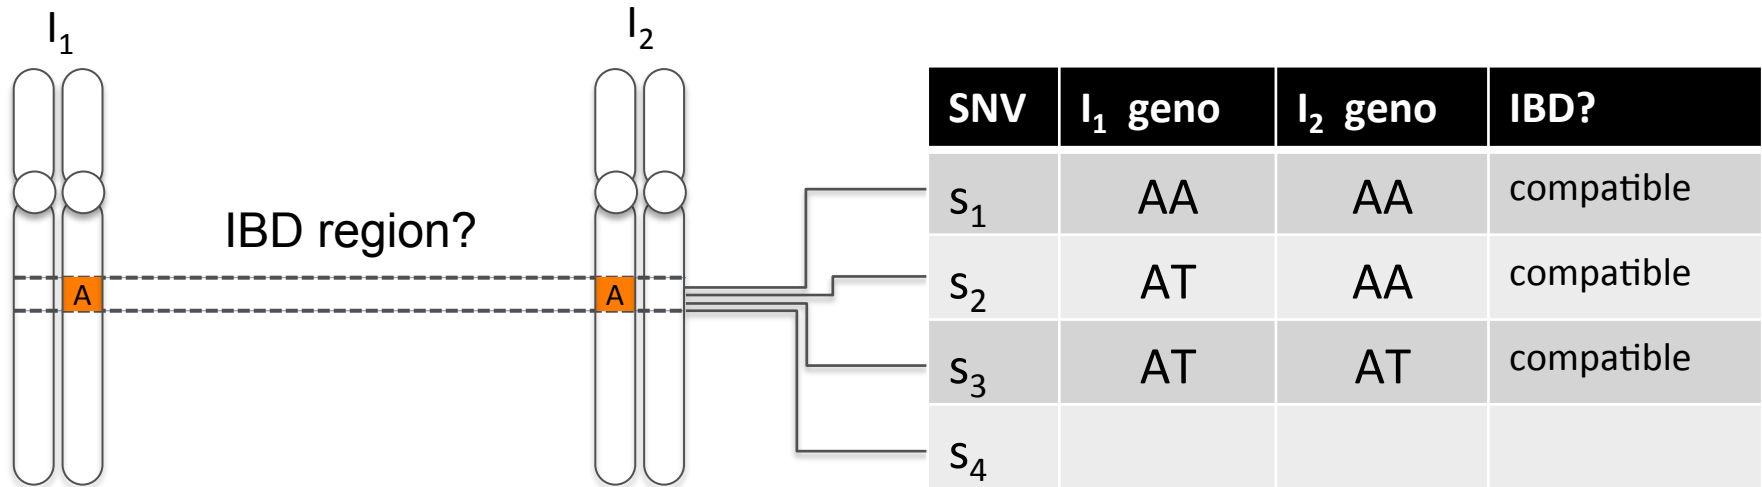 I₁
I₂
IBD region?
A
A
SNV I₁ geno I₂ geno IBD?
s₁ AA AA compatible
s₂ AT AA compatible
s₃ AT AT compatible
s₄